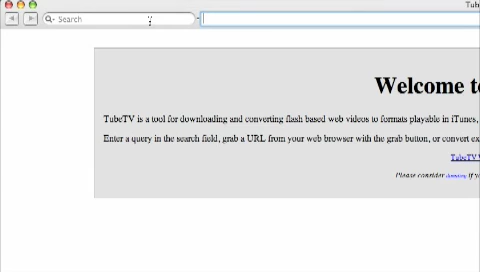 Tub
Search
Welcome to
TubeTV is a tool for downloading and converting flash based web videos to formats playable in iTunes,
Enter a query in the search field, grab a URL from your web browser with the grab button, or convert ex
TubeTV
Please consider donating if y